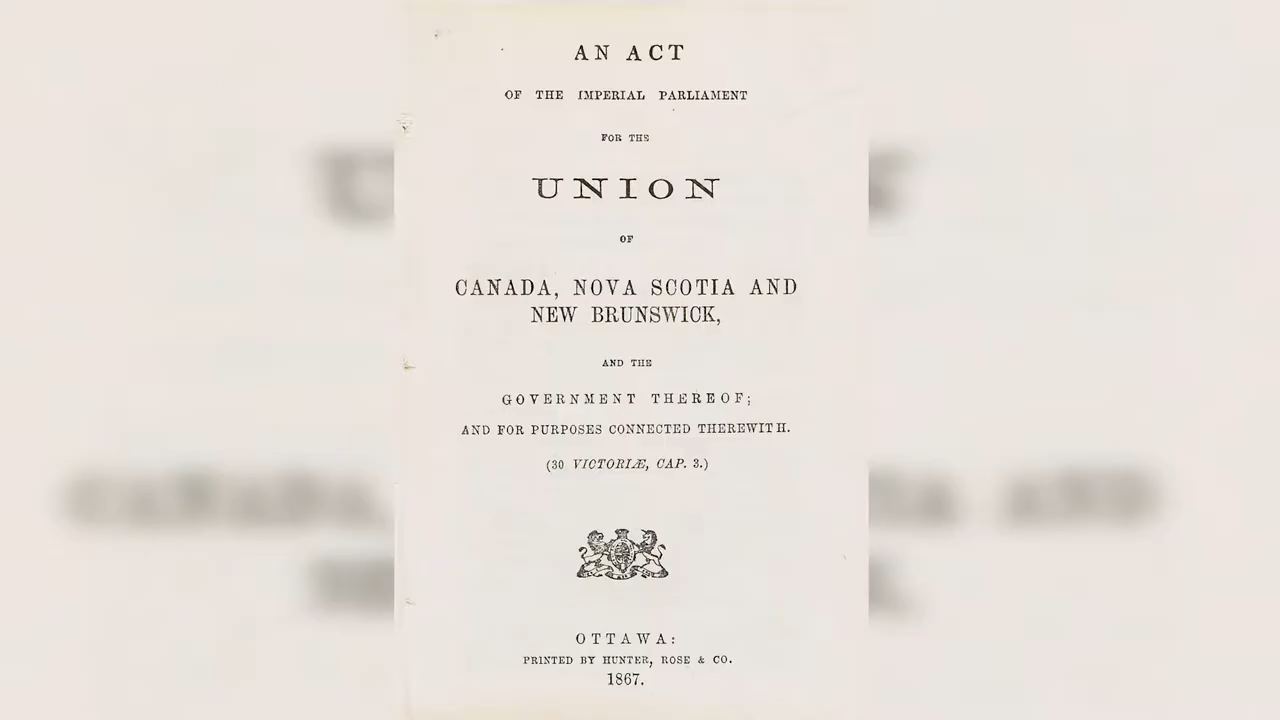 AN ACT
OF THE IMPERIAL PARLIAMENT
FOR THE
UNION
OF
CANADA, NOVA SCOTIA AND
NEW BRUNSWICK,
AND THE
GOVERNMENT THEREOF;
AND FOR PURPOSES CONNECTED THEREWITH.
(30 VICTORIÆ, CAP. 3.)
OTTAWA:
PRINTED BY HUNTER, ROSE & CO.
1867.